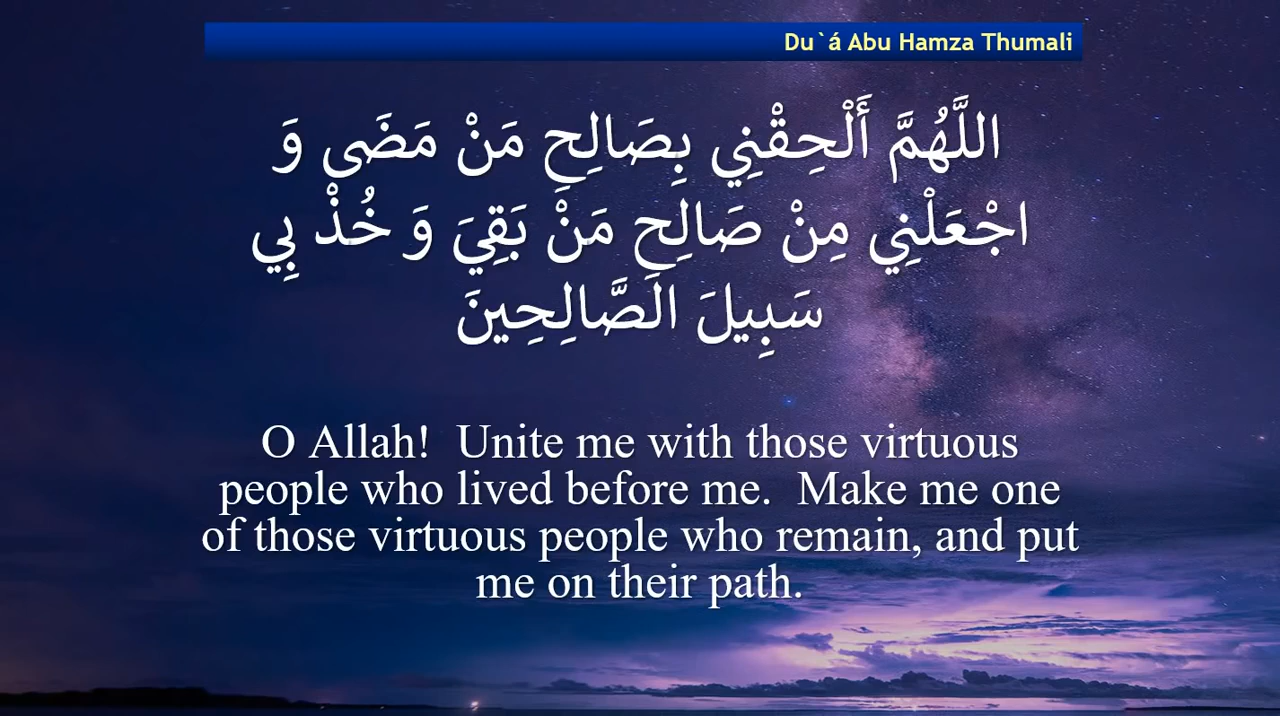 Du`á Abu Hamza Thumali
اللَّهُمَّ أَلْحِقْنِي بِصَالِحِ مَنْ مَضَى وَ
اجْعَلْنِي مِنْ صَالِحِ مَنْ بَقِيَ وَ خُذْ بِي
سَبِيلَ الصَّالِحِينَ
O Allah!  Unite me with those virtuous
people who lived before me.  Make me one
of those virtuous people who remain, and put
me on their path.